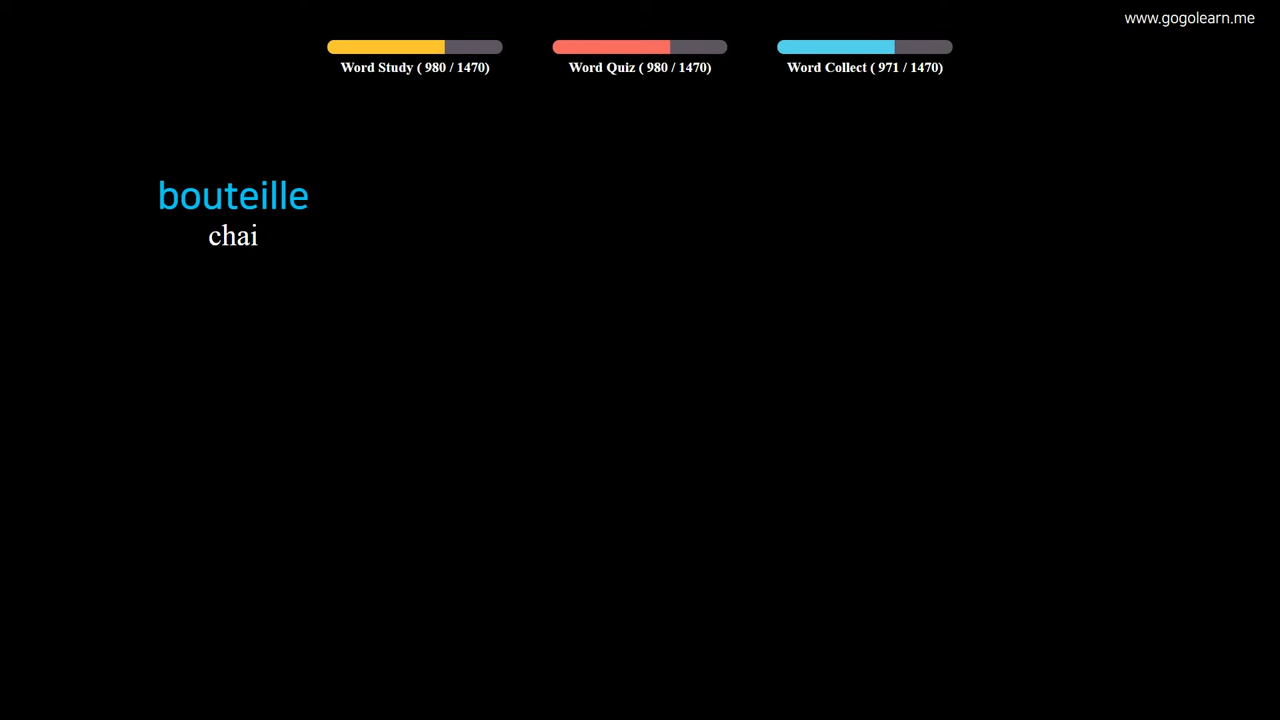 www.gogolearn.me
Word Study ( 980 / 1470)
Word Quiz ( 980 / 1470)
Word Collect ( 971 / 1470)
bouteille
chai